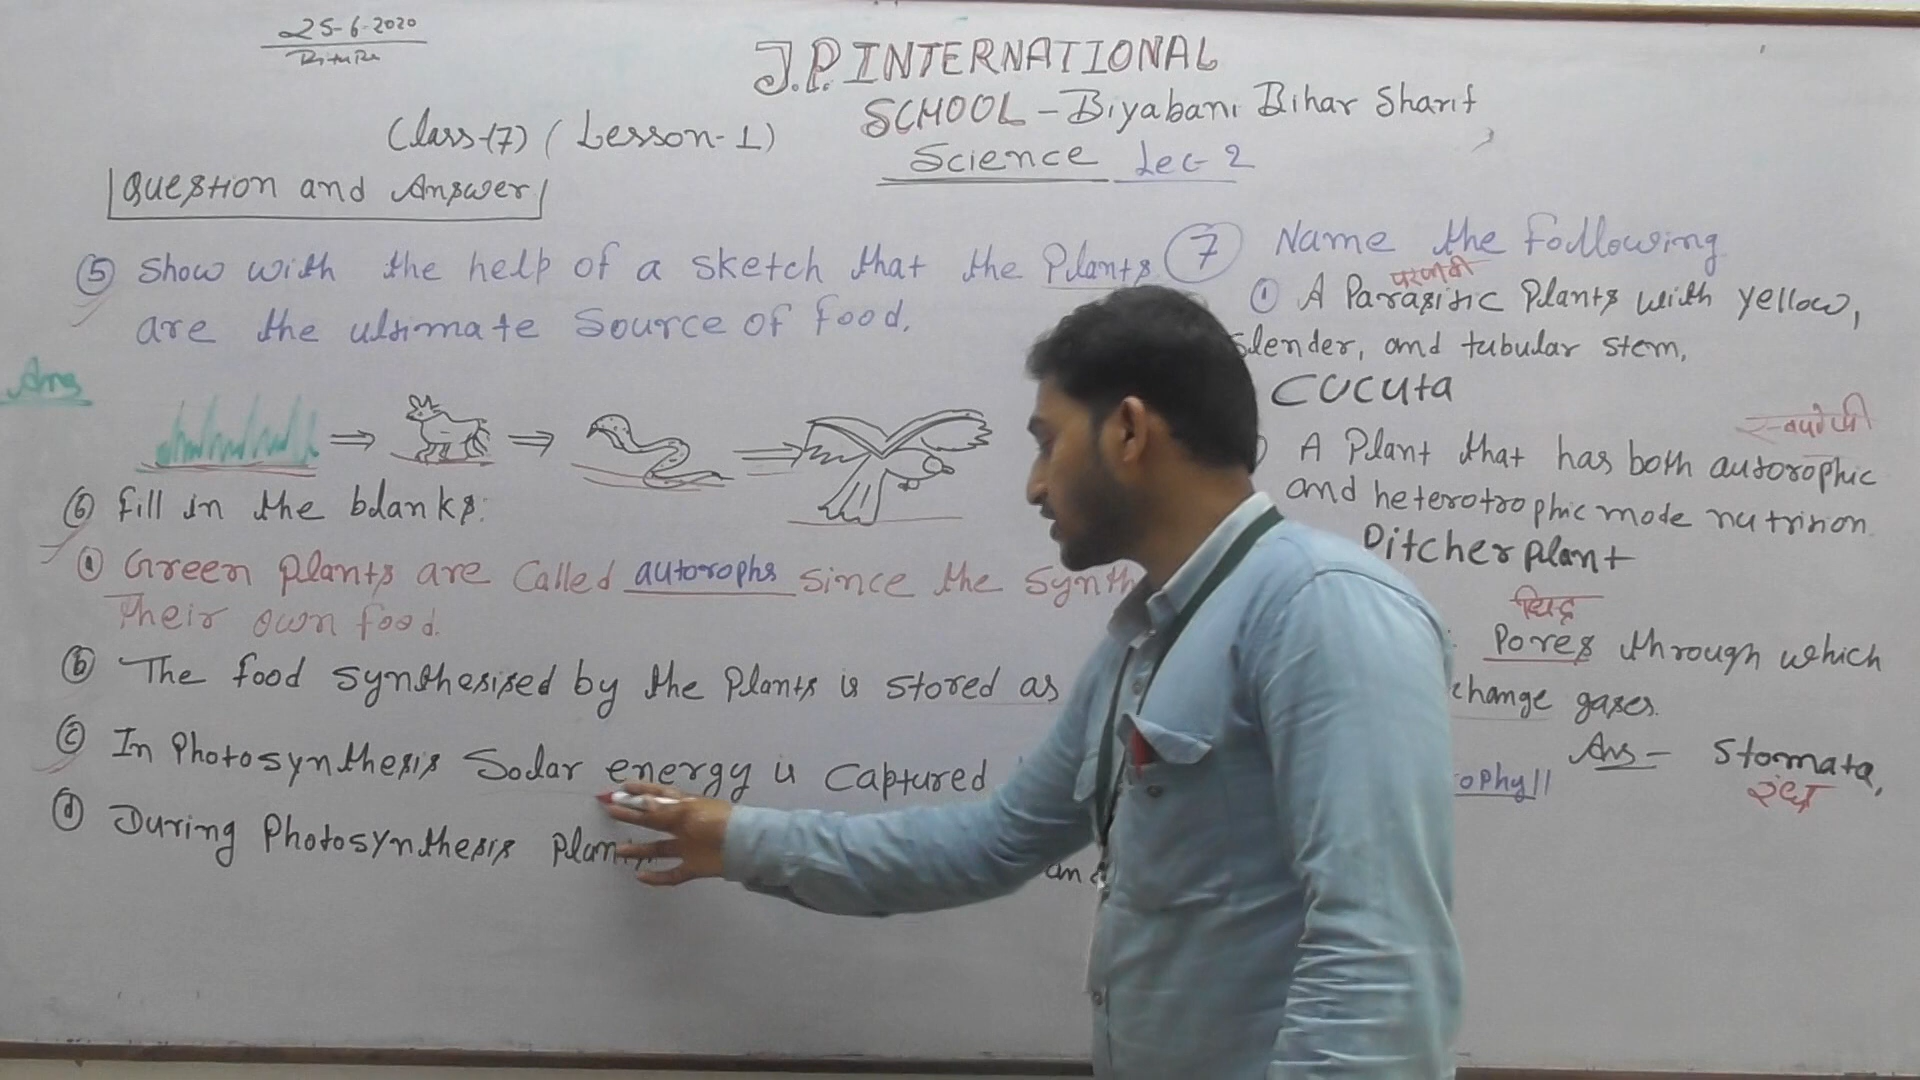 25-6-2020
J.P. INTERNATIONAL
SCHOOL - Biyabani Bihar Sharif
Class-(7) (Lesson-1)
Science Lec-2
Question and Answer
⑤ Show with the help of a sketch that the Plants
are the ultimate Source of food.
Ans
⑥ fill in the blanks:
ⓐ Green plants are Called autorophs since the Synth
Their own food.
ⓑ The food synthesised by the Plants is stored as
ⓒ In Photosynthesis Solar energy is Captured
ⓓ During Photosynthesis Plan
and
⑦ Name the following
परजीवी
① A Parasitic Plants with yellow,
slender, and tubular stem,
CUCUTA
स्वपोषी
A Plant that has both autorophic
and heterotrophic mode nutrition
Pitcher plant
छिद्र
Pores through which
change gases.
Ans - Stomata,
ophyll
रंध्र